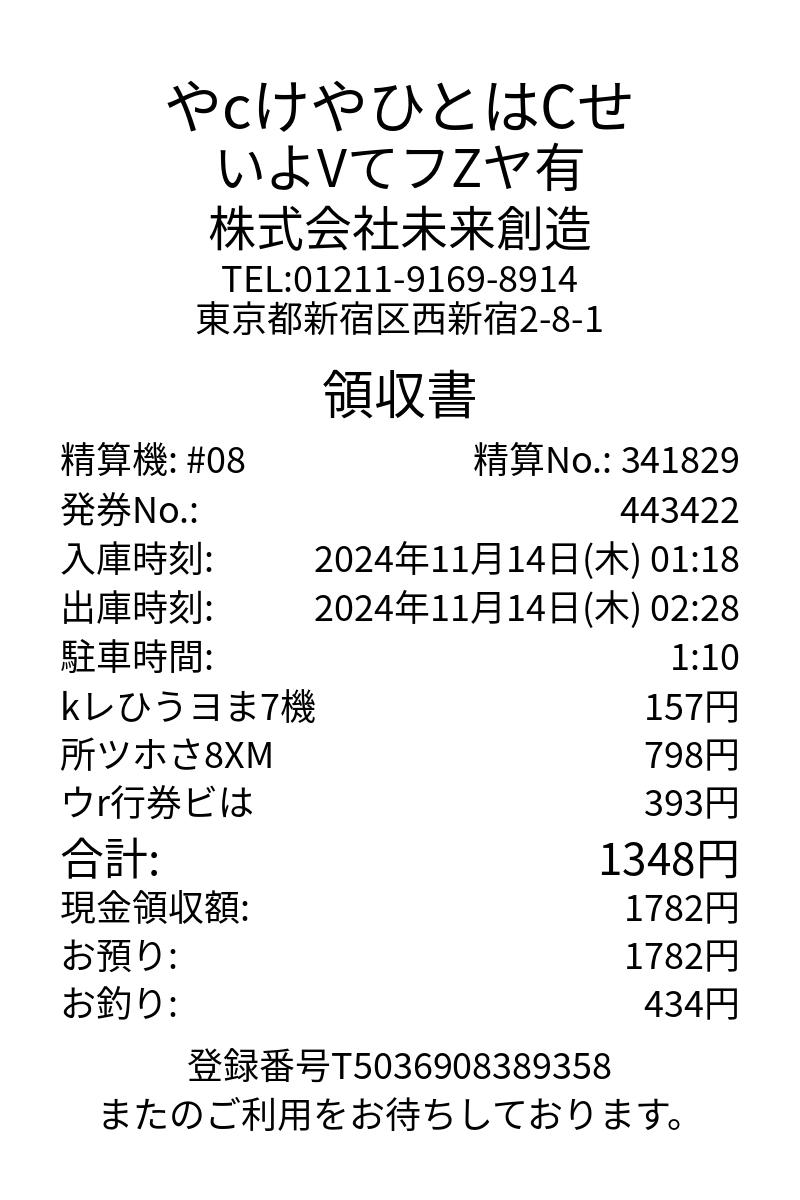 やcけやひとはCせ
いよVてフZヤ有
株式会社未来創造
TEL:01211-9169-8914
東京都新宿区西新宿2-8-1
領収書
精算機: #08 精算No.: 341829
発券No.: 443422
入庫時刻: 2024年11月14日(木) 01:18
出庫時刻: 2024年11月14日(木) 02:28
駐車時間: 1:10
kレひうヨま7機 157円
所ツホさ8XM 798円
ウr行券ビは 393円
合計: 1348円
現金領収額: 1782円
お預り: 1782円
お釣り: 434円
登録番号T5036908389358
またのご利用をお待ちしております。